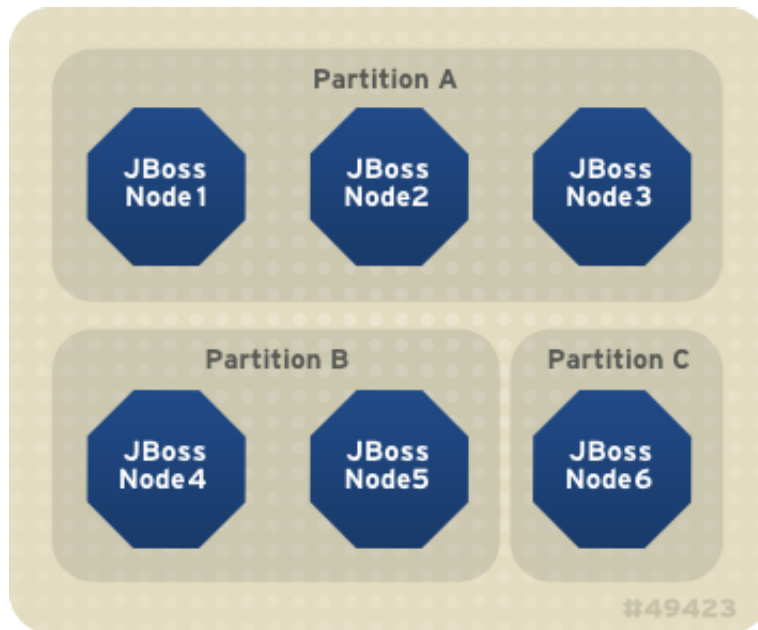 Partition A
JBoss
Node1
JBoss
Node2
JBoss
Node3
Partition B
JBoss
Node4
JBoss
Node5
Partition C
JBoss
Node6
#49423